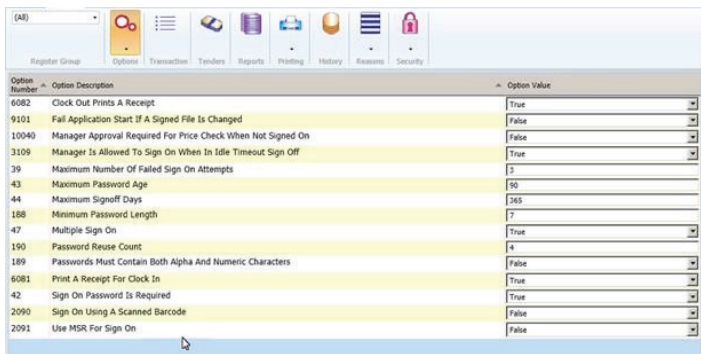 (All)
Register Group
Options
Transaction
Tenders
Reports
Printing
History
Reasons
Security
Option Number Option Description Option Value
6082 Clock Out Prints A Receipt True
9101 Fail Application Start If A Signed File Is Changed False
10040 Manager Approval Required For Price Check When Not Signed On False
3109 Manager Is Allowed To Sign On When In Idle Timeout Sign Off True
39 Maximum Number Of Failed Sign On Attempts 3
43 Maximum Password Age 90
44 Maximum Signoff Days 365
188 Minimum Password Length 7
47 Multiple Sign On True
190 Password Reuse Count 4
189 Passwords Must Contain Both Alpha And Numeric Characters False
6081 Print A Receipt For Clock In True
42 Sign On Password Is Required True
2090 Sign On Using A Scanned Barcode False
2091 Use MSR For Sign On False